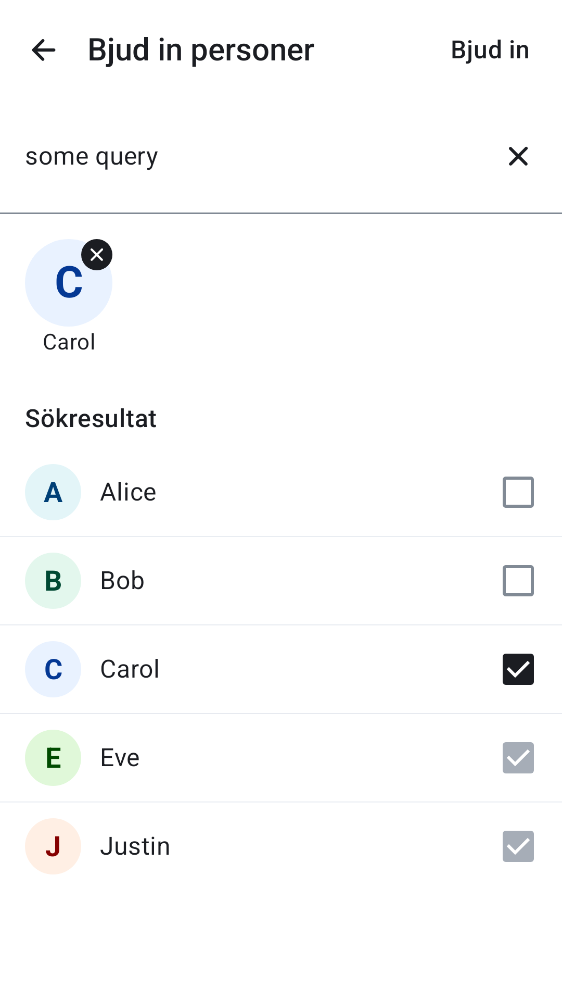 Bjud in personer
Bjud in
some query
C
Carol
Sökresultat
A Alice
B Bob
C Carol
E Eve
J Justin